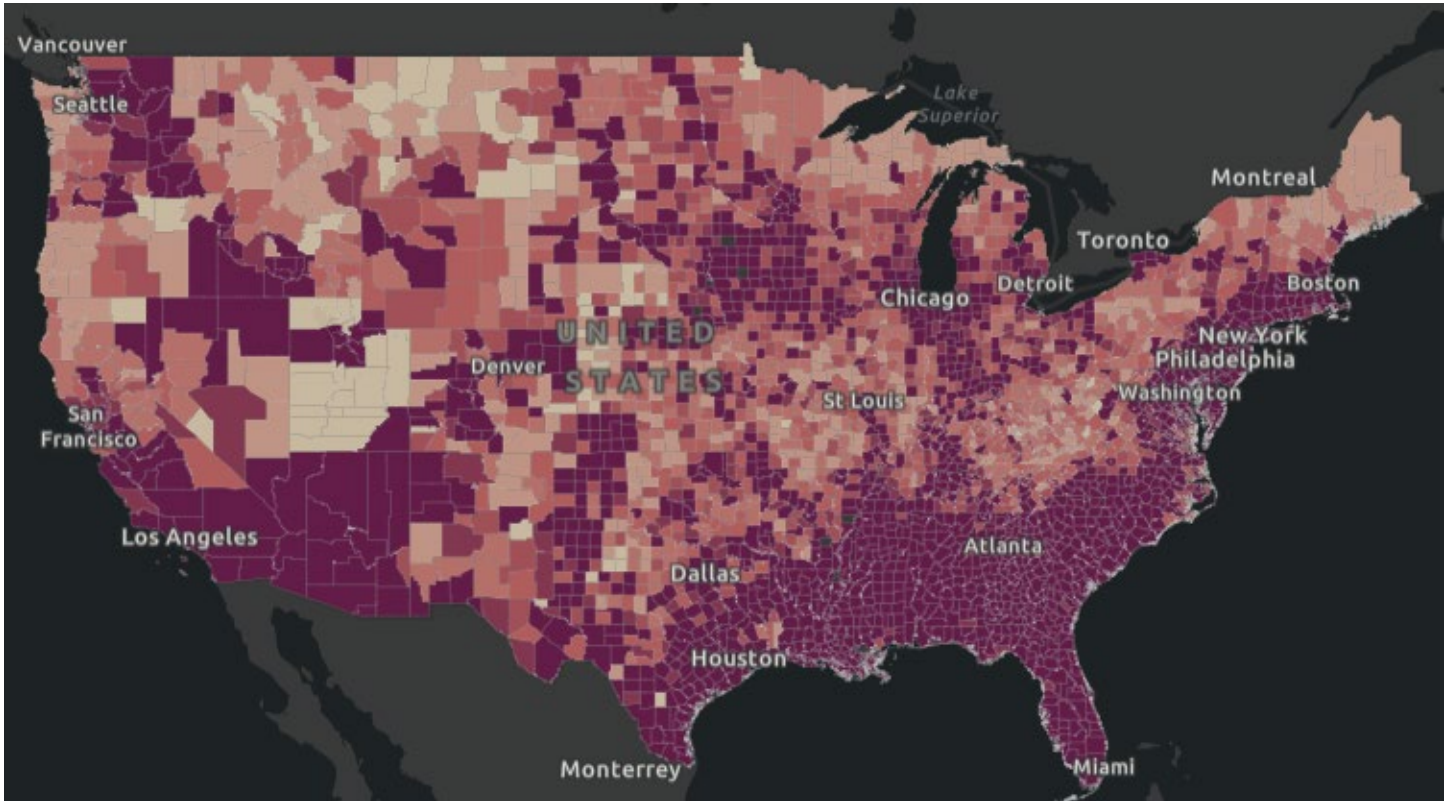 Vancouver
Seattle
Lake
Superior
Montreal
Toronto
Boston
Detroit
Chicago
New York
UNITED
Philadelphia
Denver
STATES
Washington
St Louis
San
Francisco
Los Angeles
Atlanta
Dallas
Houston
Monterrey
Miami